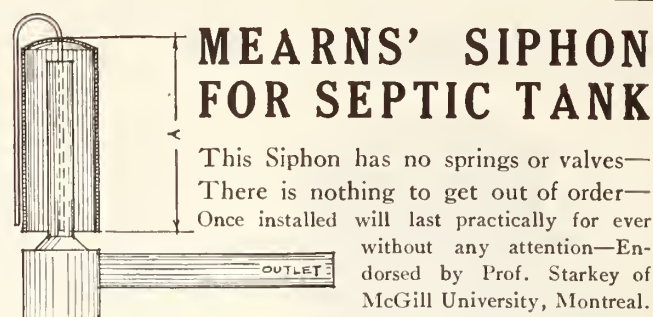 MEARNS' SIPHON
FOR SEPTIC TANK
This Siphon has no springs or valves—
There is nothing to get out of order—
Once installed will last practically for ever
without any attention—En-
dorsed by Prof. Starkey of
McGill University, Montreal.
Y
OUTLET